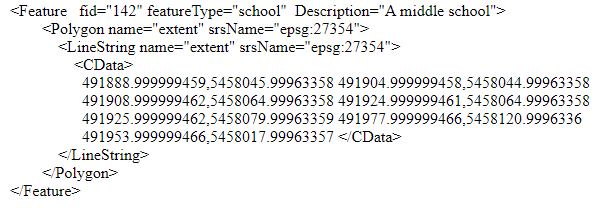 <Feature   fid="142" featureType="school"  Description="A middle school">
<Polygon name="extent" srsName="epsg:27354">
<LineString name="extent" srsName="epsg:27354">
<CData>
491888.999999459,5458045.99963358 491904.999999458,5458044.99963358
491908.999999462,5458064.99963358 491924.999999461,5458064.99963358
491925.999999462,5458079.99963359 491977.999999466,5458120.9996336
491953.999999466,5458017.99963357 </CData>
</LineString>
</Polygon>
</Feature>